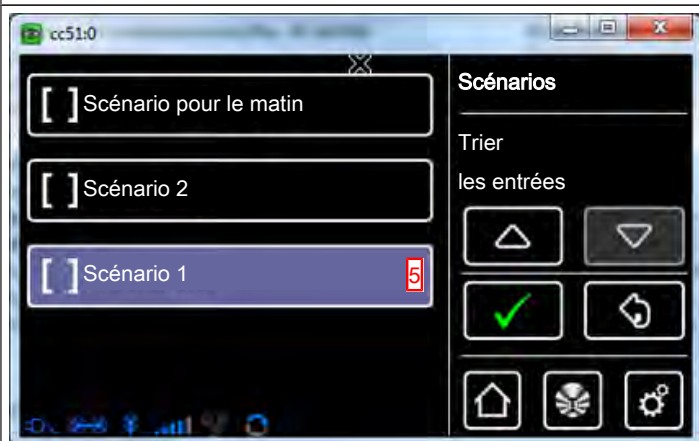 cc51:0
Scénarios
[ ] Scénario pour le matin
Trier
les entrées
[ ] Scénario 2
[ ] Scénario 1 5